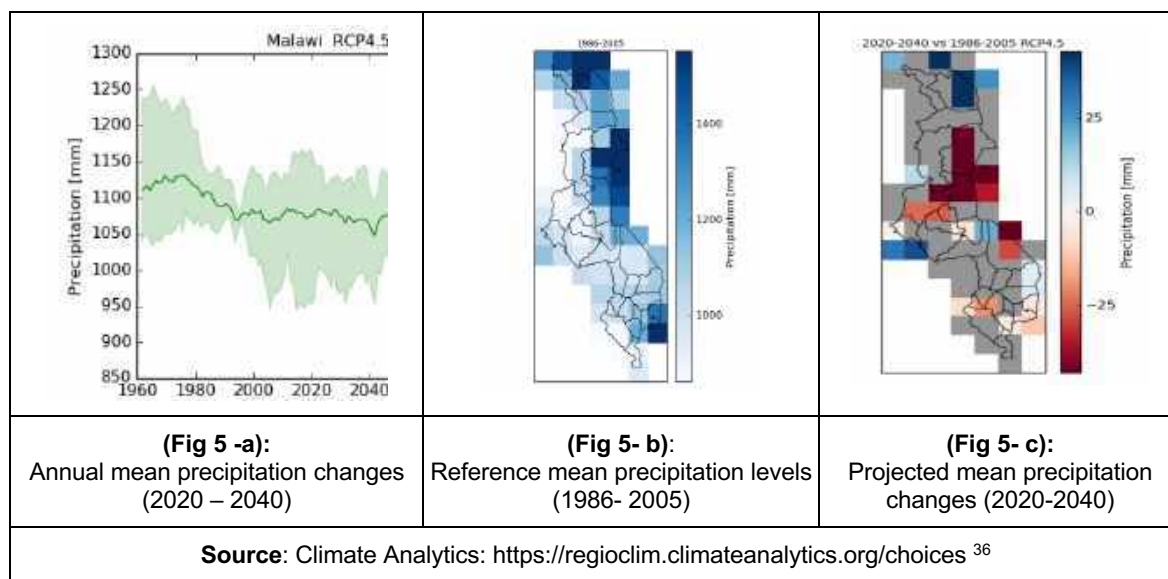 Malawi RCP4.5
1300
1250
1200
1150
1100
1050
1000
950
900
850
Precipitation [mm]
1960 1980 2000 2020 2040
1986-2005
1400
1200
1000
Precipitation [mm]
2020-2040 vs 1986-2005 RCP4.5
25
0
−25
Precipitation [mm]
(Fig 5 -a):
Annual mean precipitation changes
(2020 – 2040)
(Fig 5- b):
Reference mean precipitation levels
(1986- 2005)
(Fig 5- c):
Projected mean precipitation
changes (2020-2040)
Source: Climate Analytics: https://regioclim.climateanalytics.org/choices 36